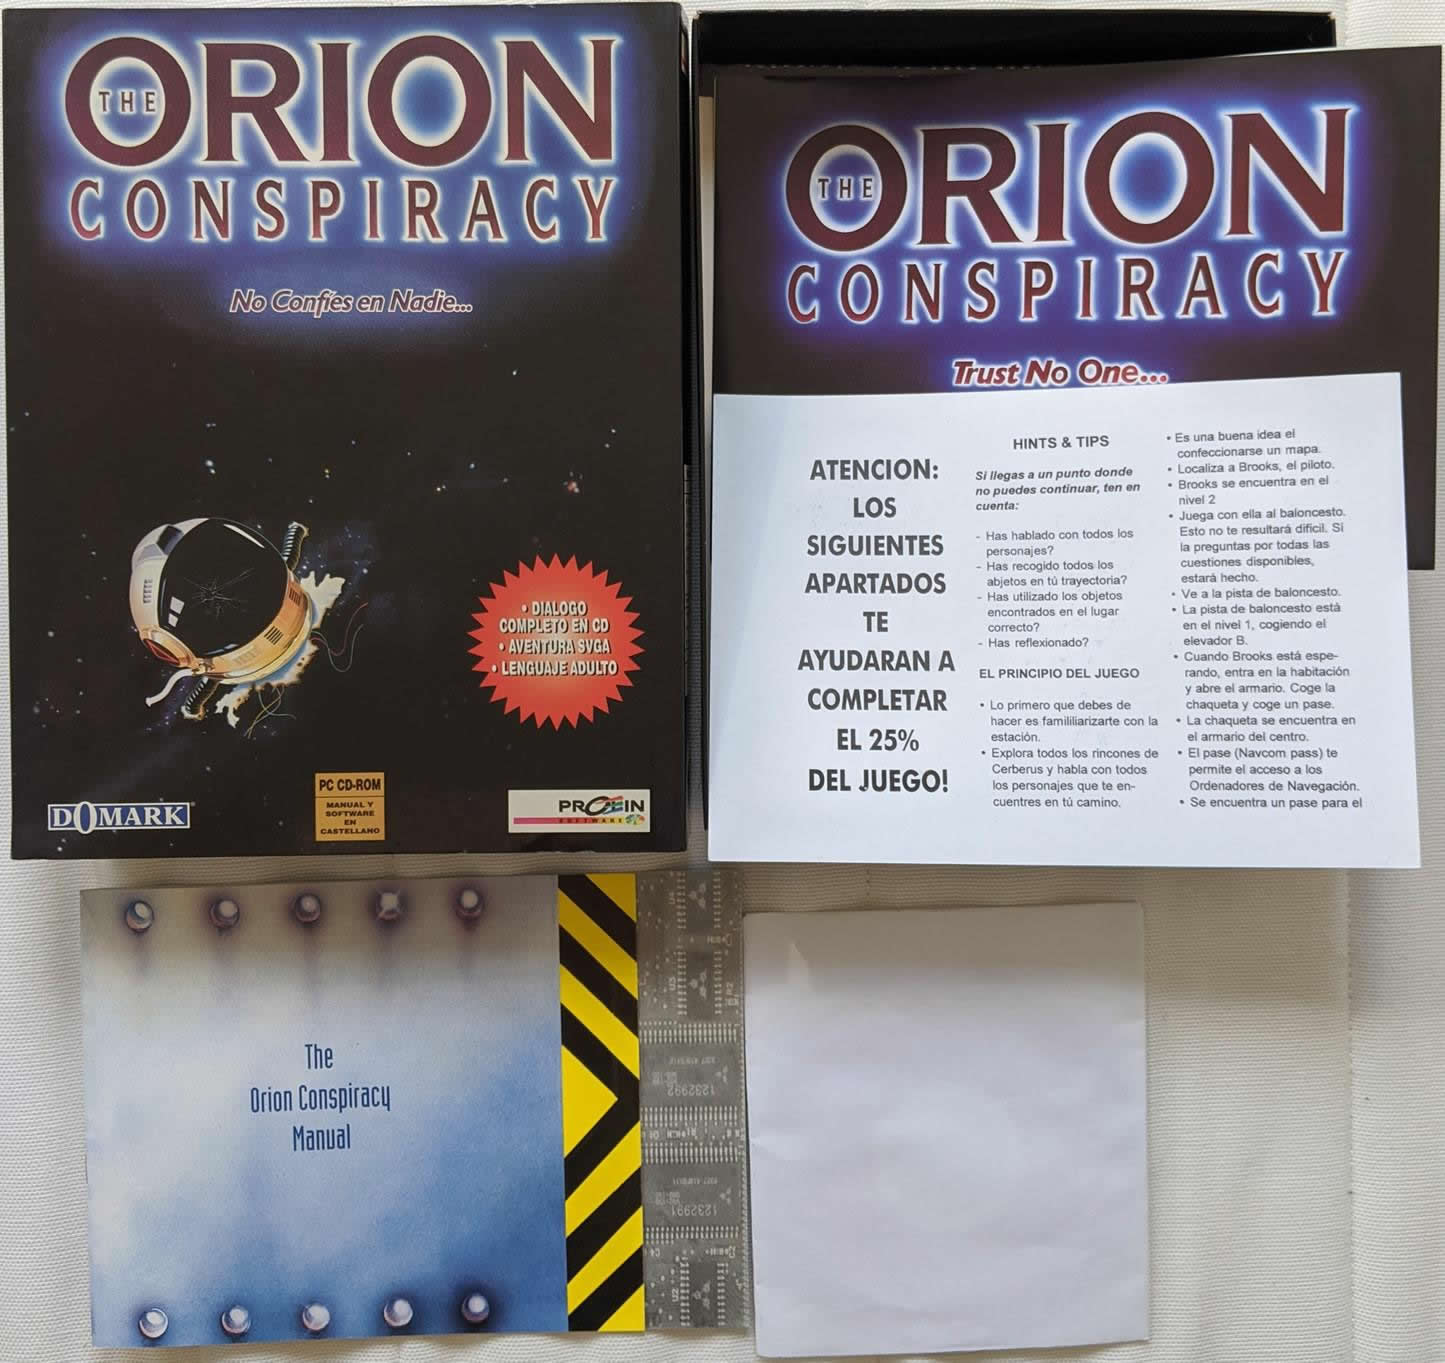 THE
ORION
CONSPIRACY
No Confíes en Nadie...
• DIALOGO
COMPLETO EN CD
• AVENTURA SVGA
• LENGUAJE ADULTO
DOMARK
PC CD-ROM
MANUAL Y
SOFTWARE
EN
CASTELLANO
PROEIN
SOFTWARE
THE
ORION
CONSPIRACY
Trust No One...
ATENCION:
LOS
SIGUIENTES
APARTADOS
TE
AYUDARAN A
COMPLETAR
EL 25%
DEL JUEGO!
HINTS & TIPS
Si llegas a un punto donde
no puedes continuar, ten en
cuenta:
- Has hablado con todos los
personajes?
- Has recogido todos los
abjetos en tú trayectoria?
- Has utilizado los objetos
encontrados en el lugar
correcto?
- Has reflexionado?
EL PRINCIPIO DEL JUEGO
• Lo primero que debes de
hacer es famililiarizarte con la
estación.
• Explora todos los rincones de
Cerberus y habla con todos
los personajes que te en-
cuentres en tú camino.
• Es una buena idea el
confeccionarse un mapa.
• Localiza a Brooks, el piloto.
• Brooks se encuentra en el
nivel 2
• Juega con ella al baloncesto.
Esto no te resultará dificil. Si
la preguntas por todas las
cuestiones disponibles,
estará hecho.
• Ve a la pista de baloncesto.
• La pista de baloncesto está
en el nivel 1, cogiendo el
elevador B.
• Cuando Brooks está espe-
rando, entra en la habitación
y abre el armario. Coge la
chaqueta y coge un pase.
• La chaqueta se encuentra en
el armario del centro.
• El pase (Navcom pass) te
permite el acceso a los
Ordenadores de Navegación.
• Se encuentra un pase para el
The
Orion Conspiracy
Manual
U3
R2
1232992
1232991
C4
U2